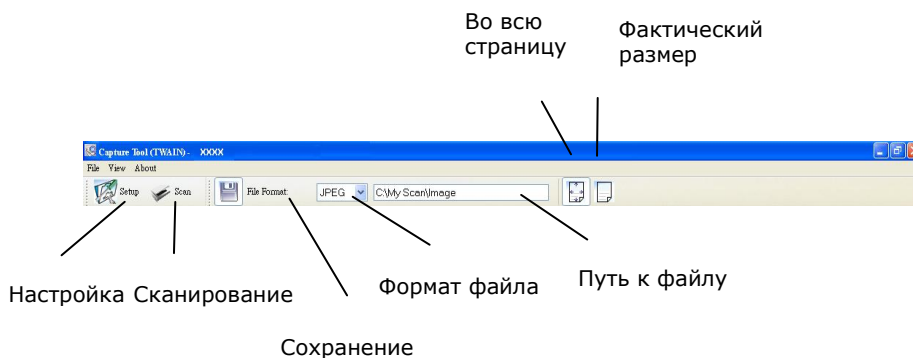 Во всю страницу
Фактический размер
Capture Tool (TWAIN) - XXXX
File View About
Setup Scan File Format: JPEG C:\My Scan\Image
Настройка Сканирование Формат файла Путь к файлу
Сохранение